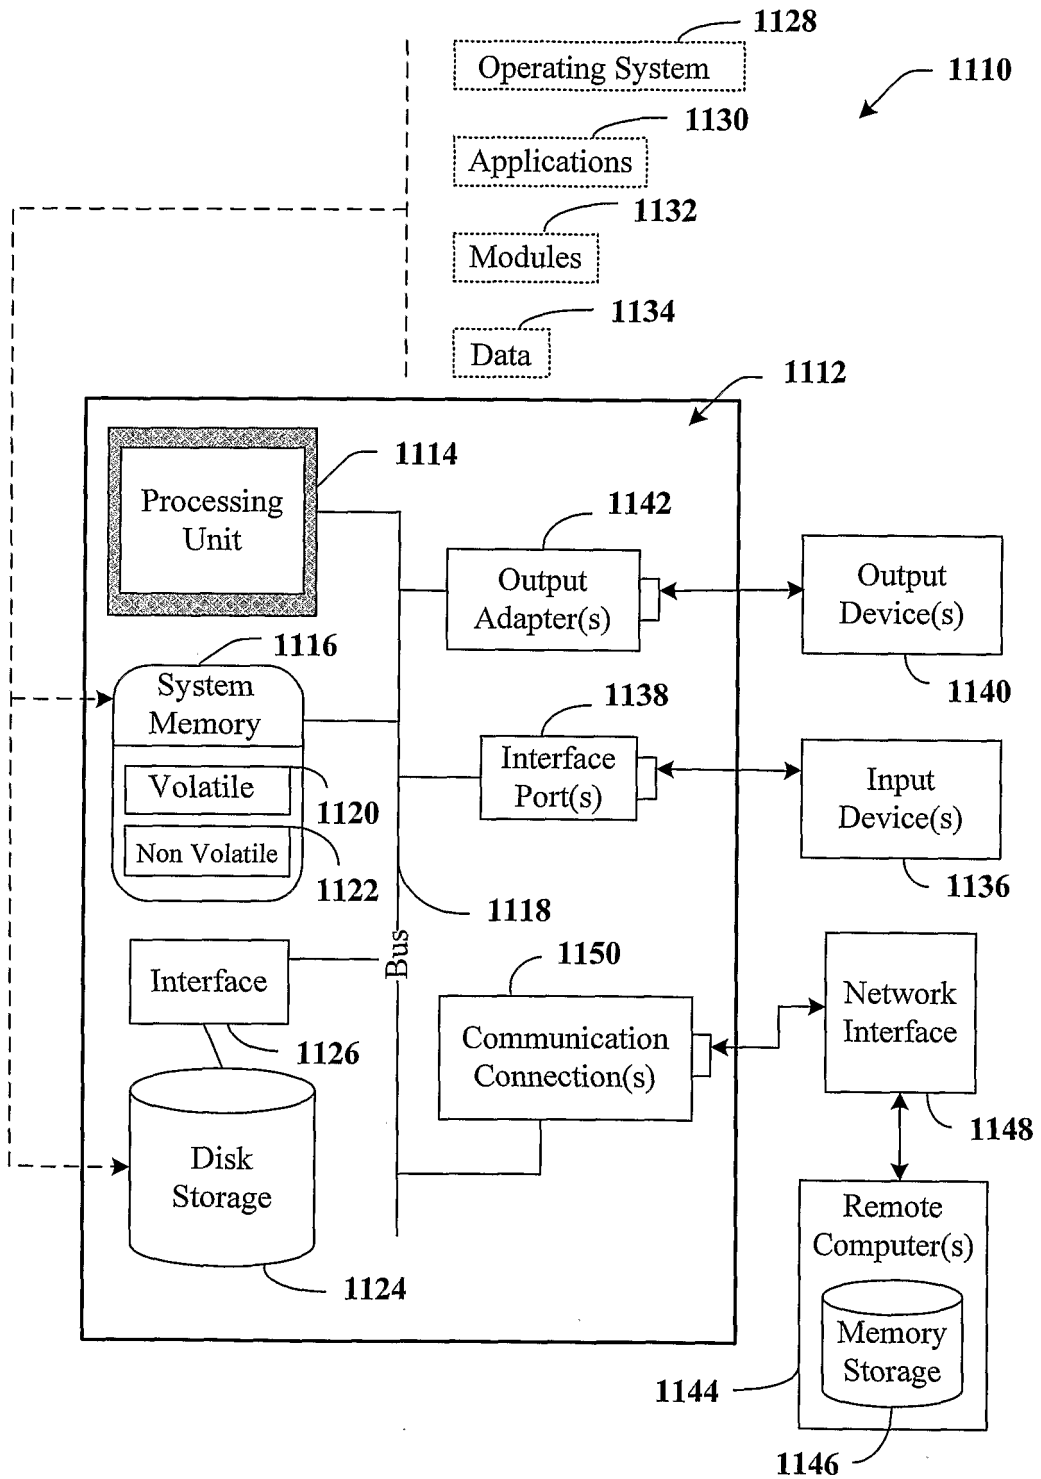 1128
Operating System
1110
1130
Applications
1132
Modules
1134
Data
1112
1114
Processing
Unit
1142
Output
Adapter(s)
Output
Device(s)
1140
1116
System
Memory
Volatile
1120
Non Volatile
1122
1138
Interface
Port(s)
Input
Device(s)
1136
1118
Bus
Interface
1126
1150
Communication
Connection(s)
Network
Interface
1148
Disk
Storage
1124
Remote
Computer(s)
Memory
Storage
1144
1146